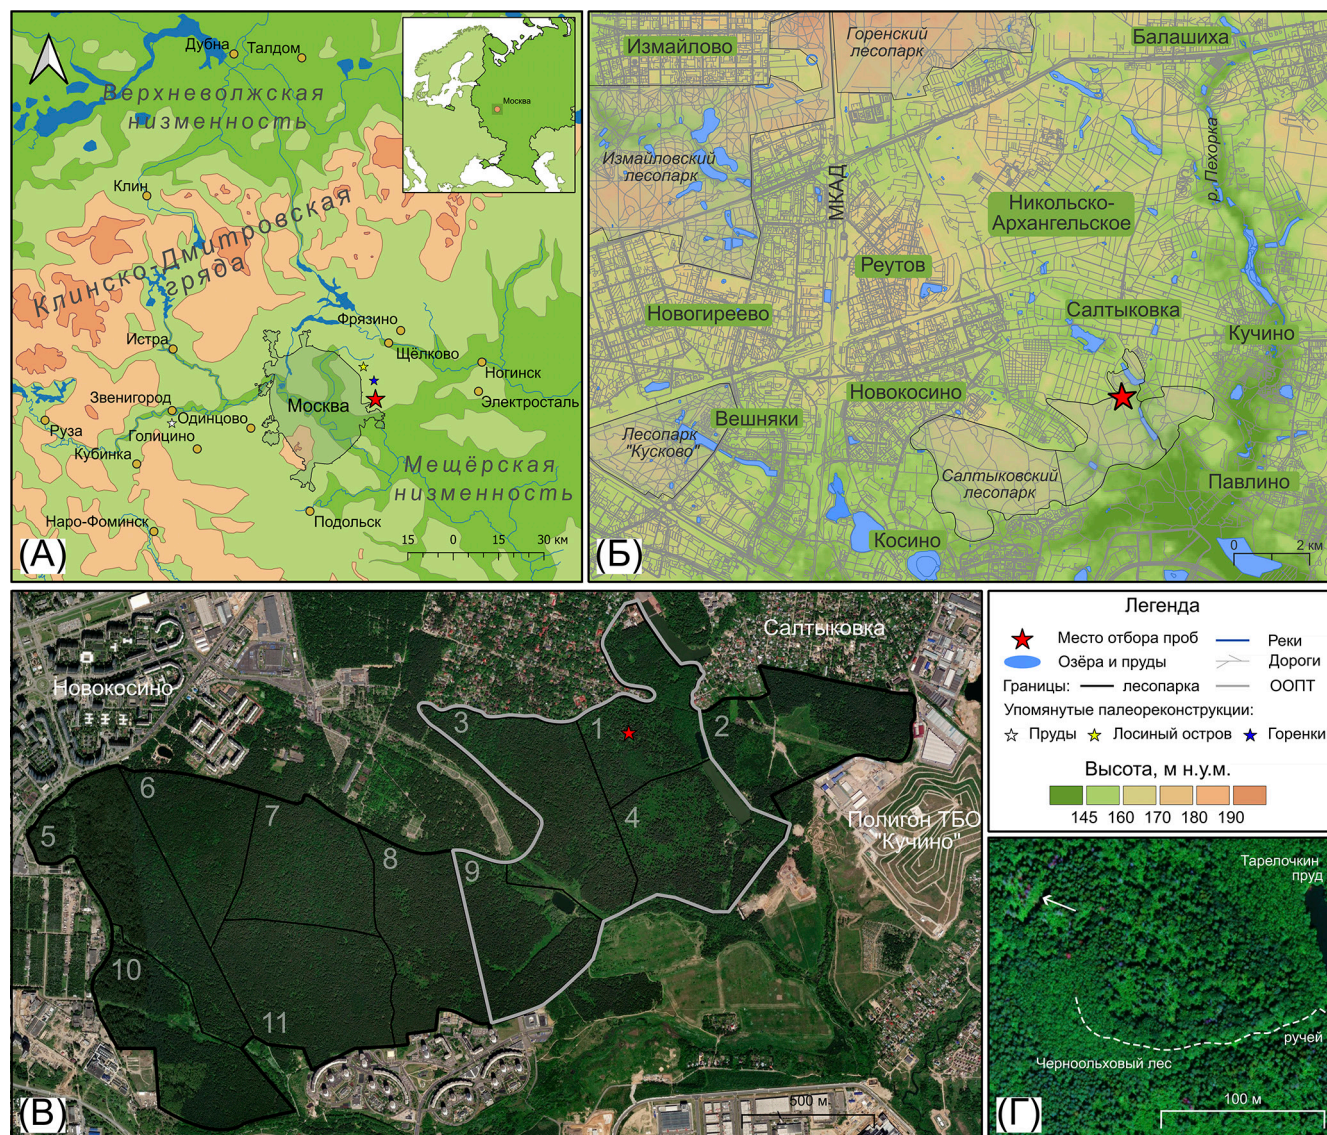 Дубна
Талдом
Верхневолжская
низменность
Москва
Клин
Клинско-Дмитровская
гряда
Истра
Фрязино
Щёлково
Ногинск
Электросталь
Звенигород
Одинцово
Москва
Руза
Голицино
Кубинка
Мещёрская
низменность
Наро-Фоминск
Подольск
15 0 15 30 км
(А)
Измайлово
Горенский
лесопарк
Балашиха
Измайловский
лесопарк
МКАД
р. Пехорка
Никольско-
Архангельское
Реутов
Новогиреево
Салтыковка
Кучино
Новокосино
Вешняки
Лесопарк
"Кусково"
Салтыковский
лесопарк
Павлино
Косино
0 2 км
(Б)
Новокосино
Салтыковка
Полигон ТБО
"Кучино"
1
2
3
4
5
6
7
8
9
10
11
500 м
(В)
Легенда
Место отбора проб
Реки
Озёра и пруды
Дороги
Границы: лесопарка ООПТ
Упомянутые палеореконструкции:
Пруды Лосиный остров Горенки
Высота, м н.у.м.
145 160 170 180 190
Тарелочкин
пруд
ручей
Черноольховый лес
100 м
(Г)